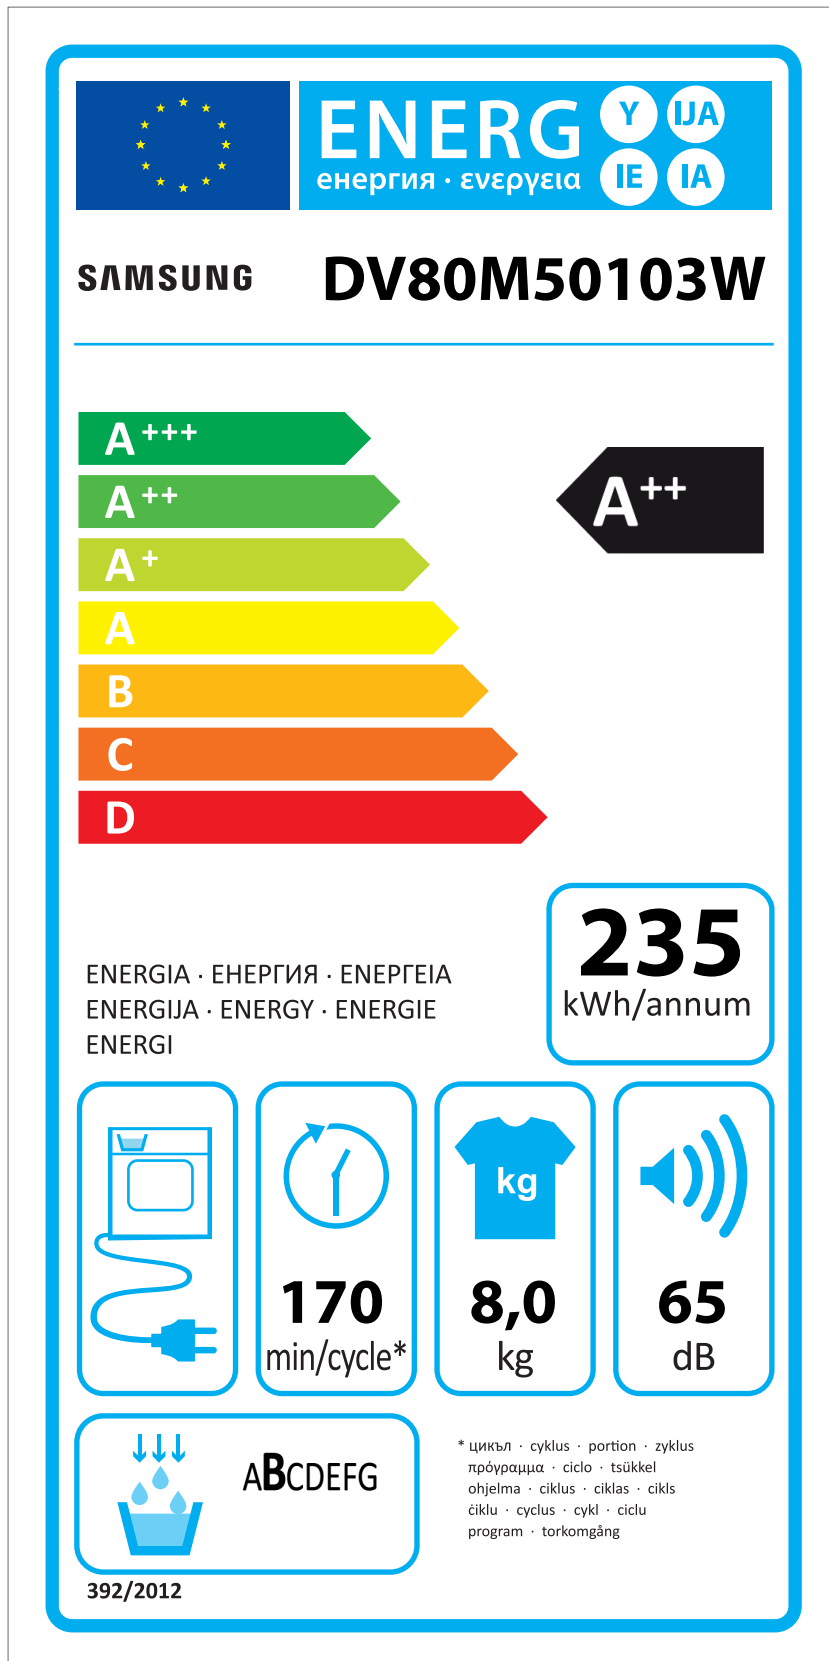 ENERG Y IJA
енергия · ενεργεια IE IA
SAMSUNG DV80M50103W
A+++
A++
A++
A+
A
B
C
D
235
kWh/annum
ENERGIA · ЕНЕРГИЯ · ΕΝΕΡΓΕΙΑ
ENERGIJA · ENERGY · ENERGIE
ENERGI
kg
170
min/cycle*
8,0
kg
65
dB
ABCDEFG
* цикъл · cyklus · portion · zyklus
πρόγραμμα · ciclo · tsükkel
ohjelma · ciklus · ciklas · cikls
ċiklu · cyclus · cykl · ciclu
program · torkomgång
392/2012